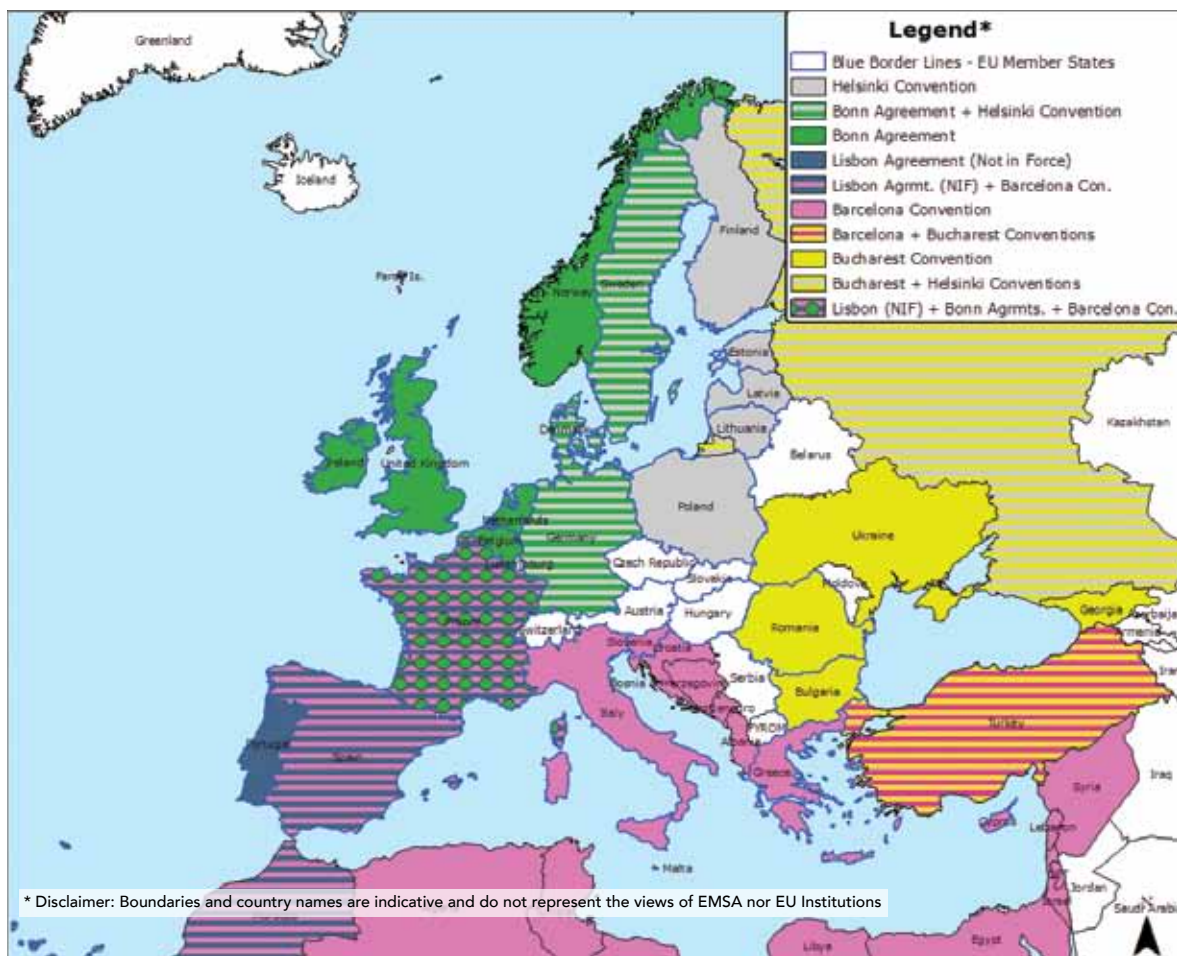 Legend*
Blue Border Lines - EU Member States
Helsinki Convention
Bonn Agreement + Helsinki Convention
Bonn Agreement
Lisbon Agreement (Not in Force)
Lisbon Agrmt. (NIF) + Barcelona Con.
Barcelona Convention
Barcelona + Bucharest Conventions
Bucharest Convention
Bucharest + Helsinki Conventions
Lisbon (NIF) + Bonn Agrmts. + Barcelona Con.
Greenland
Iceland
Finland
Norway
Sweden
Estonia
Latvia
Lithuania
Denmark
Kazakhstan
Belarus
Ireland
United Kingdom
Netherlands
Belgium
Germany
Poland
Ukraine
Luxembourg
Czech Republic
Slovakia
Moldova
Austria
Hungary
Switzerland
Romania
Georgia
Armenia
Slovenia
Croatia
Serbia
Bulgaria
Iran
Italy
FYROM
Albania
Turkey
Portugal
Spain
Greece
Syria
Iraq
Cyprus
Lebanon
Malta
Jordan
Israel
Saudi Arabi
Libya
Egypt
N
* Disclaimer: Boundaries and country names are indicative and do not represent the views of EMSA nor EU Institutions